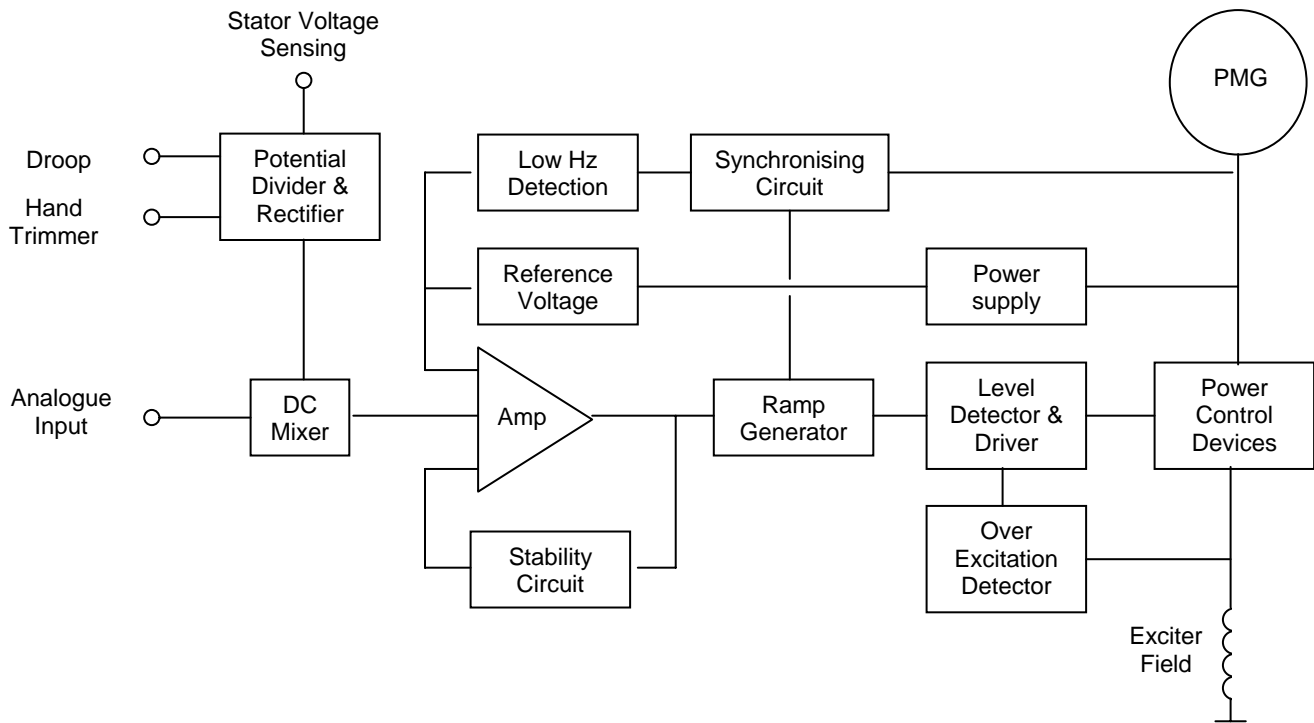 Stator Voltage
Sensing
PMG
Droop
Potential
Divider &
Rectifier
Low Hz
Detection
Synchronising
Circuit
Hand
Trimmer
Reference
Voltage
Power
supply
Analogue
Input
DC
Mixer
Amp
Ramp
Generator
Level
Detector &
Driver
Power
Control
Devices
Stability
Circuit
Over
Excitation
Detector
Exciter
Field